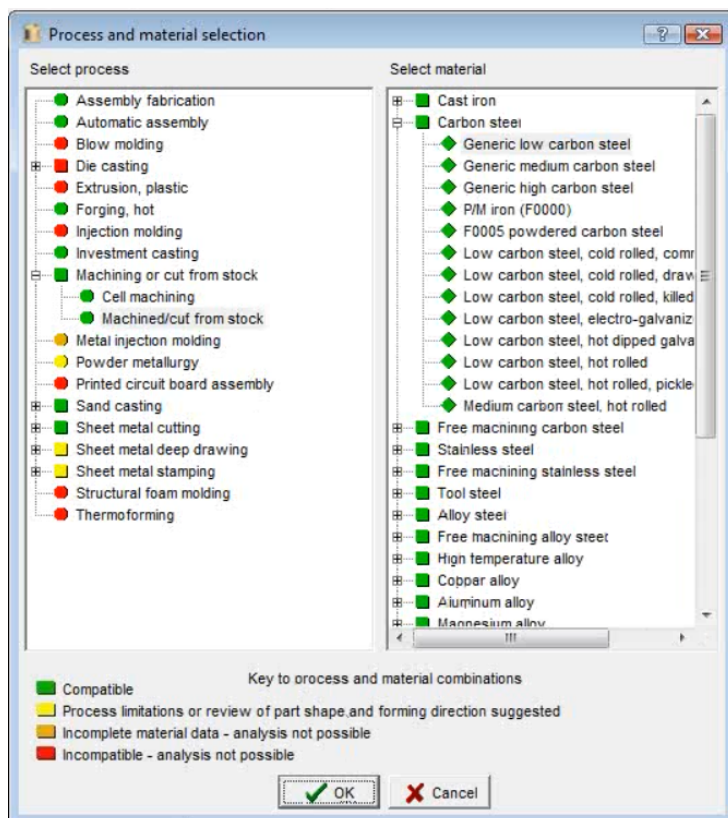 Process and material selection
Select process
Assembly fabrication
Automatic assembly
Blow molding
Die casting
Extrusion, plastic
Forging, hot
Injection molding
Investment casting
Machining or cut from stock
Cell machining
Machined/cut from stock
Metal injection molding
Powder metallurgy
Printed circuit board assembly
Sand casting
Sheet metal cutting
Sheet metal deep drawing
Sheet metal stamping
Structural foam molding
Thermoforming
Select material
Cast iron
Carbon steel
Generic low carbon steel
Generic medium carbon steel
Generic high carbon steel
P/M iron (F0000)
F0005 powdered carbon steel
Low carbon steel, cold rolled, comr
Low carbon steel, cold rolled, draw
Low carbon steel, cold rolled, killed
Low carbon steel, electro-galvaniz
Low carbon steel, hot dipped galva
Low carbon steel, hot rolled
Low carbon steel, hot rolled, pickle
Medium carbon steel, hot rolled
Free machining carbon steel
Stainless steel
Free machining stainless steel
Tool steel
Alloy steel
Free machining alloy steel
High temperature alloy
Coppar alloy
Aluminum alloy
Magnesium alloy
Key to process and material combinations
Compatible
Process limitations or review of part shape,and forming direction suggested
Incomplete material data - analysis not possible
Incompatible - analysis not possible
OK
Cancel